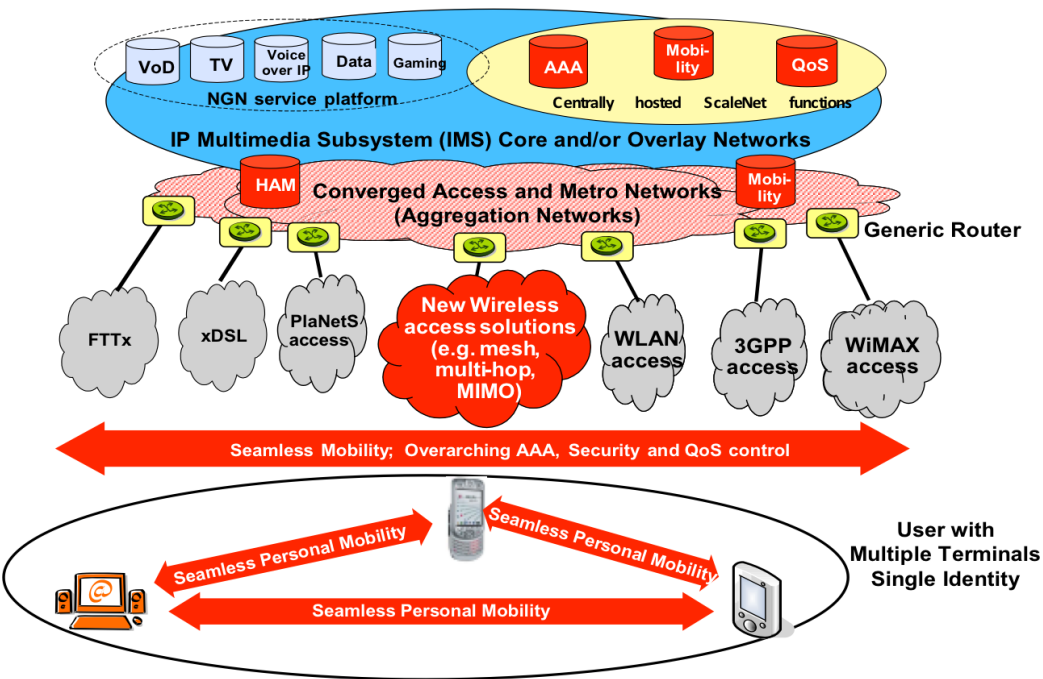 VoD
TV
Voice
over IP
Data
Gaming
NGN service platform
AAA
Mobi-
lity
QoS
Centrally hosted ScaleNet functions
IP Multimedia Subsystem (IMS) Core and/or Overlay Networks
HAM
Converged Access and Metro Networks
(Aggregation Networks)
Mobi-
lity
Generic Router
FTTx
xDSL
PlaNetS
access
New Wireless
access solutions
(e.g. mesh,
multi-hop,
MIMO)
WLAN
access
3GPP
access
WiMAX
access
Seamless Mobility; Overarching AAA, Security and QoS control
Seamless Personal Mobility
Seamless Personal Mobility
User with
Multiple Terminals
Single Identity
@
Seamless Personal Mobility